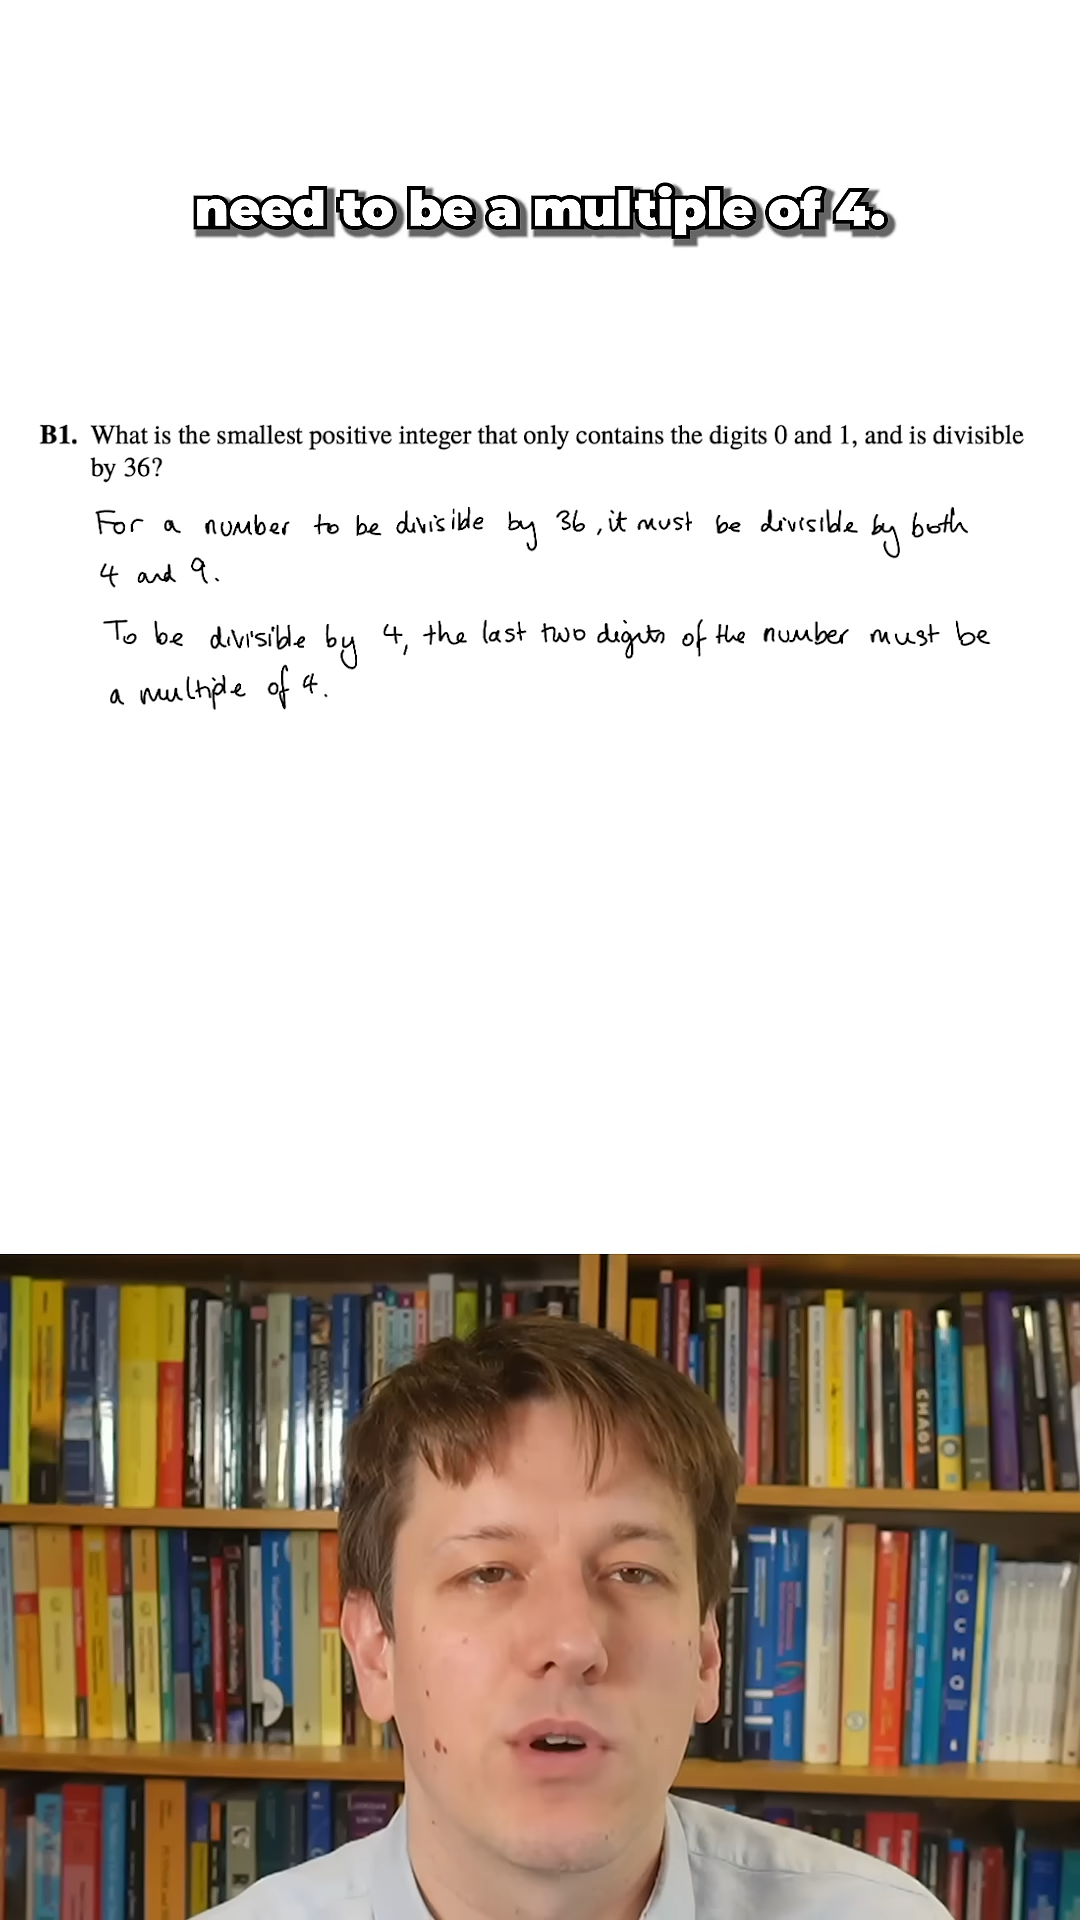 need to be a multiple of 4.
B1. What is the smallest positive integer that only contains the digits 0 and 1, and is divisible
by 36?
For a number to be divisible by 36, it must be divisible by both
4 and 9.
To be divisible by 4, the last two digits of the number must be
a multiple of 4.
CHAOS
GCHQ